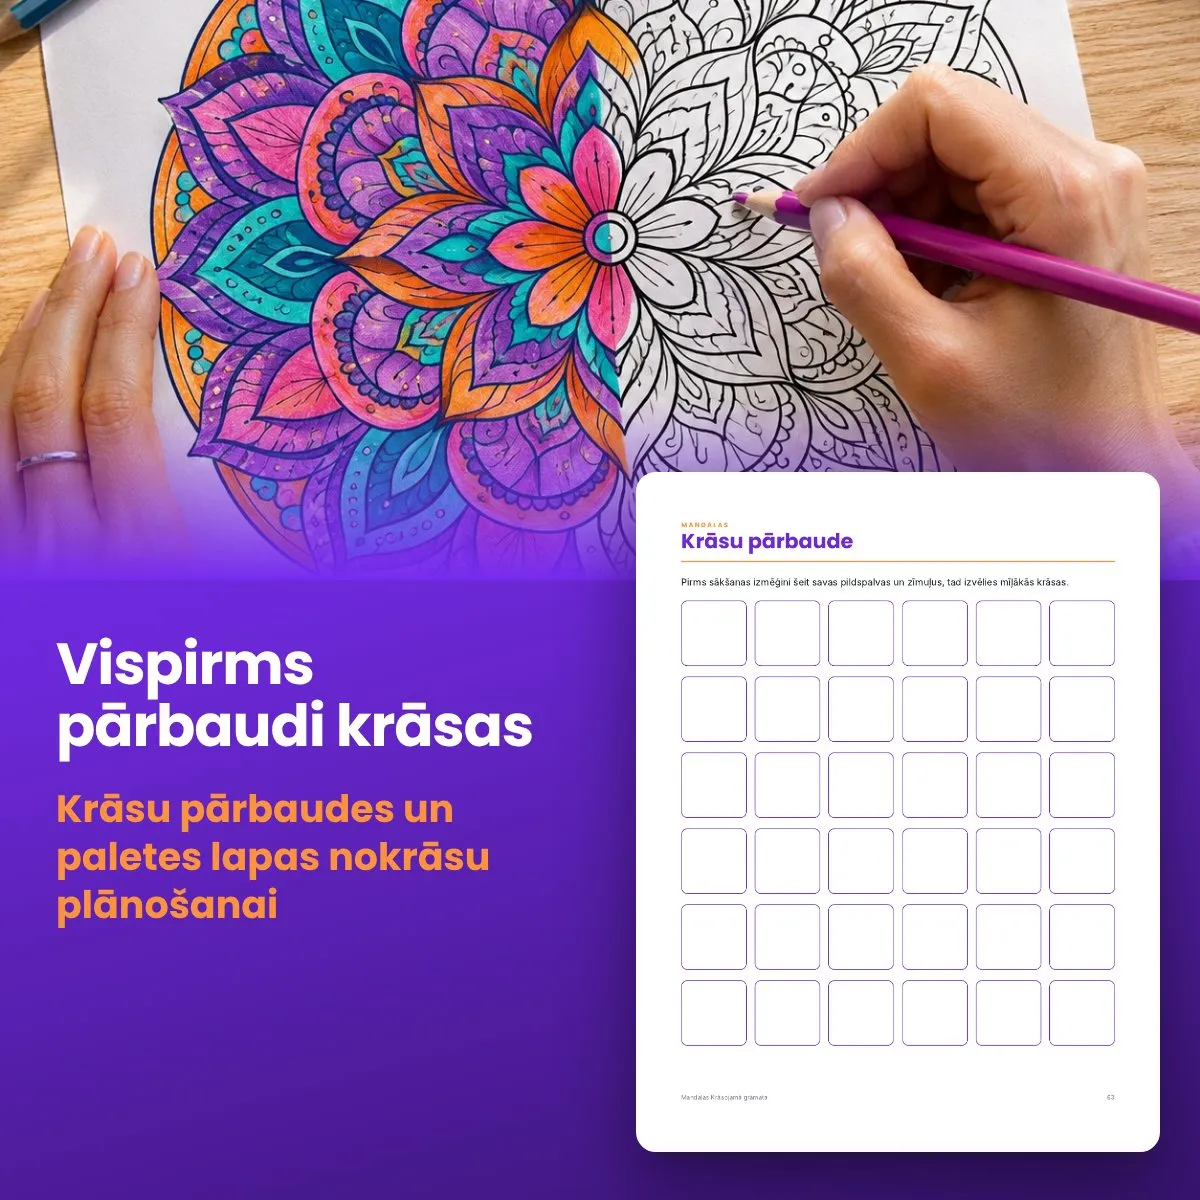 Vispirms
pārbaudi krāsas
Krāsu pārbaudes un
paletes lapas nokrāsu
plānošanai
MANDALAS
Krāsu pārbaude
Pirms sākšanas izmēģini šeit savas pildspalvas un zīmuļus, tad izvēlies mīļākās krāsas.
Mandalas Krāsojamā grāmata
63